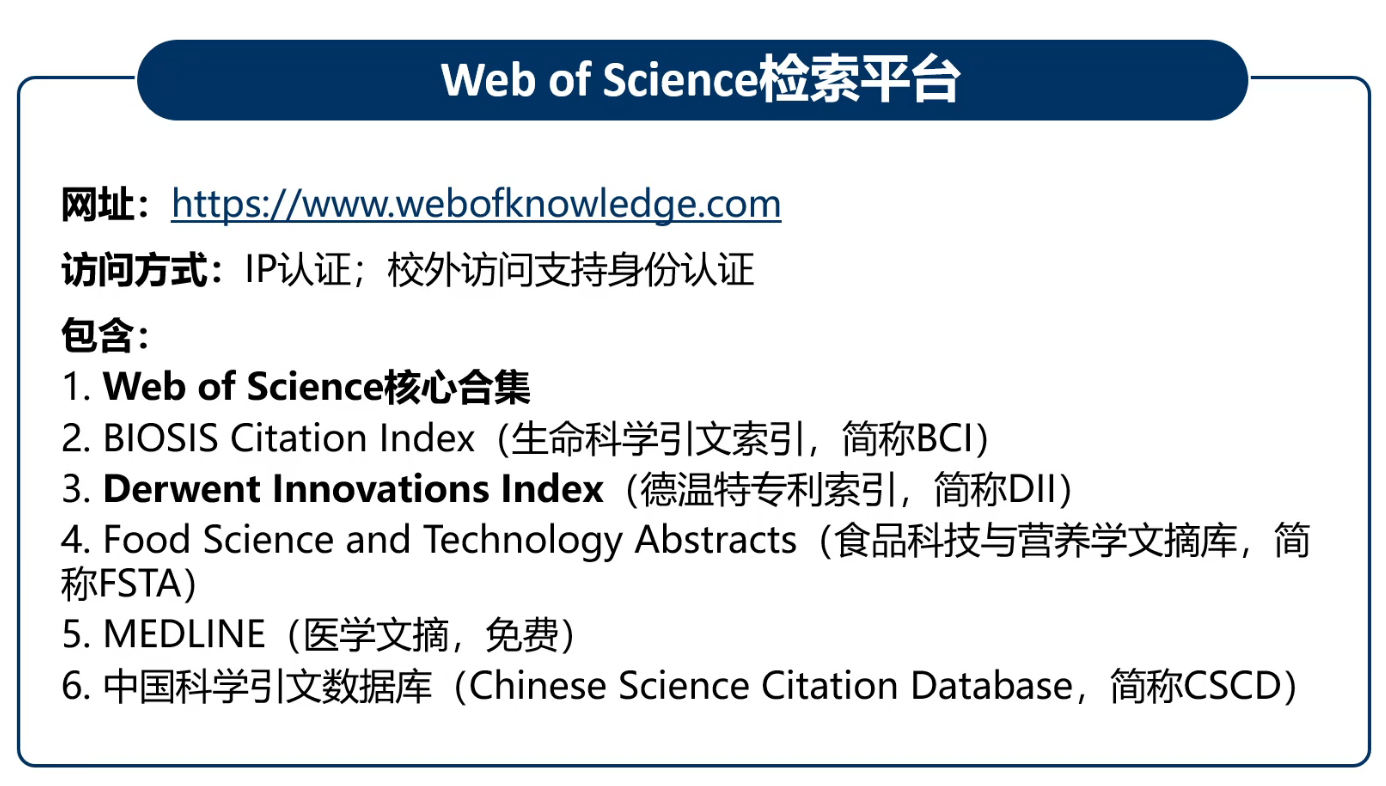 Web of Science检索平台
网址：https://www.webofknowledge.com
访问方式：IP认证；校外访问支持身份认证
包含：
1. Web of Science核心合集
2. BIOSIS Citation Index（生命科学引文索引，简称BCI）
3. Derwent Innovations Index（德温特专利索引，简称DII）
4. Food Science and Technology Abstracts（食品科技与营养学文摘库，简
称FSTA）
5. MEDLINE（医学文摘，免费）
6. 中国科学引文数据库（Chinese Science Citation Database，简称CSCD）